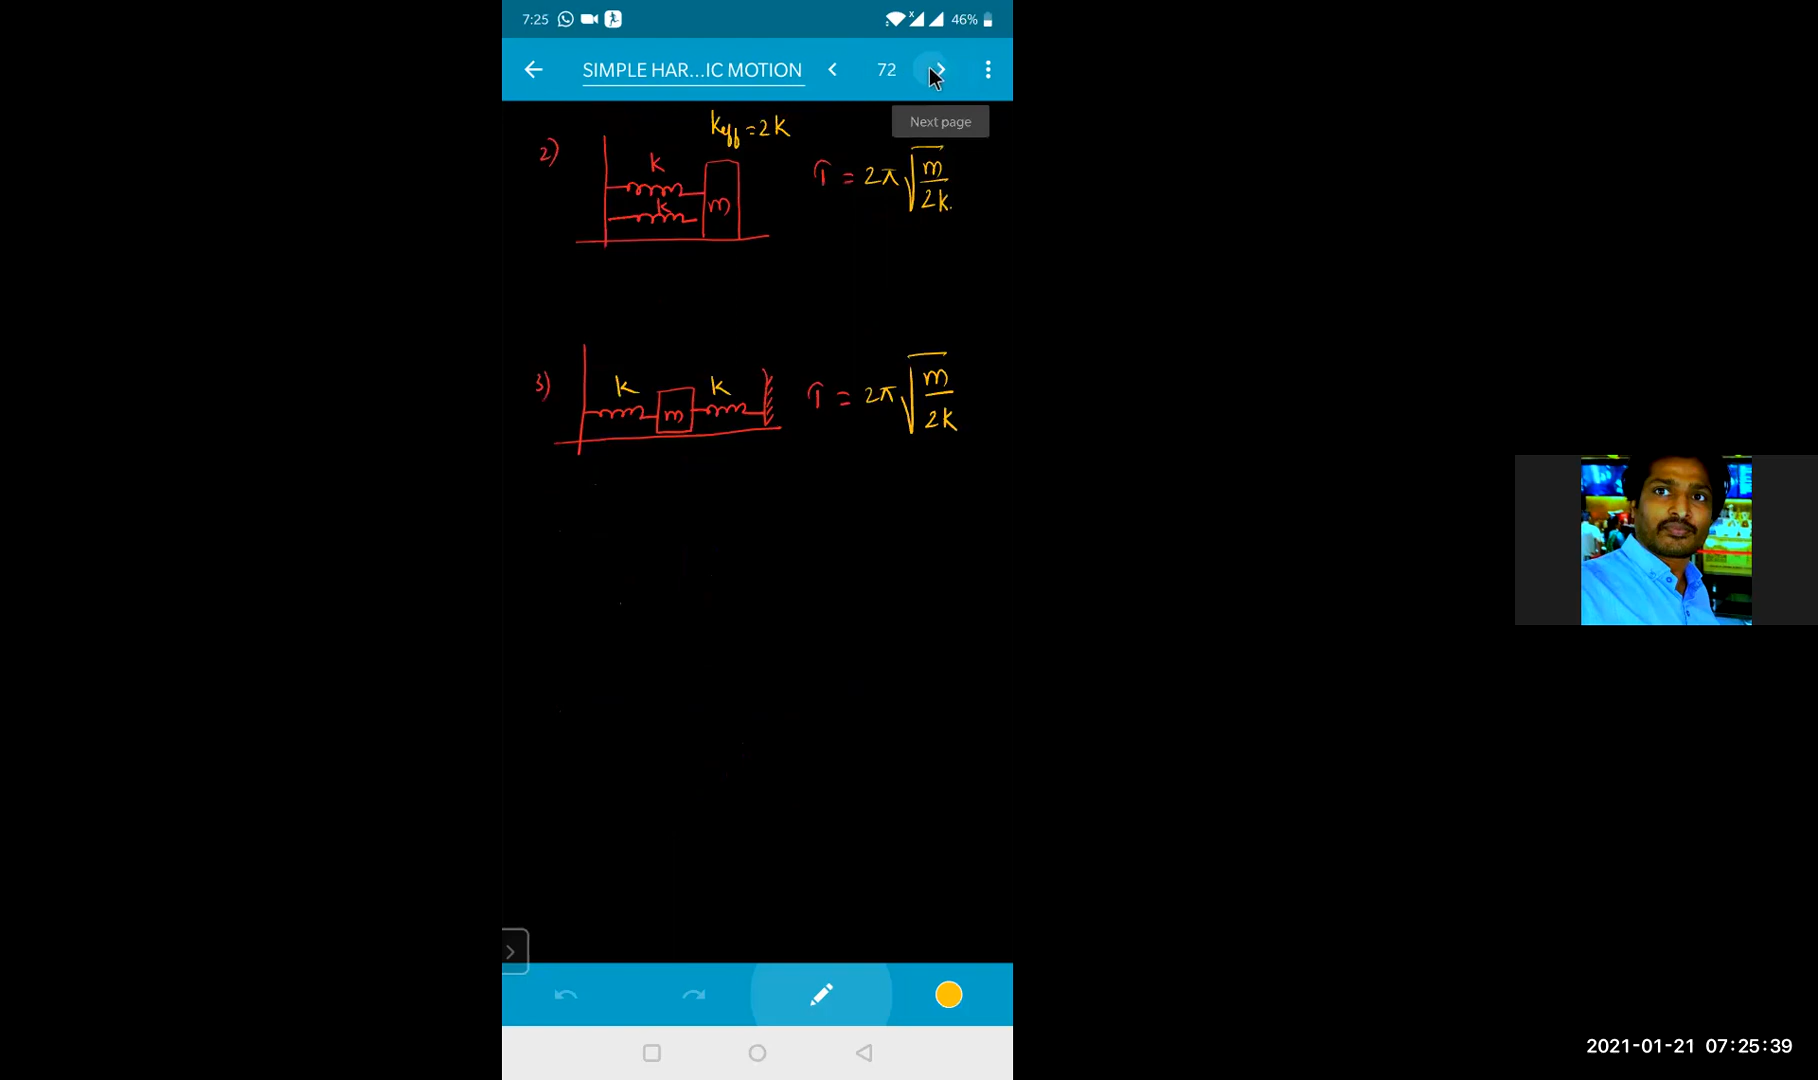 7:25
46%
SIMPLE HAR...IC MOTION
72
Next page
keff = 2K
2)
k
k
m
T = 2π√(m/2k)
3)
K
m
K
T = 2π√(m/2K)
2021-01-21 07:25:39